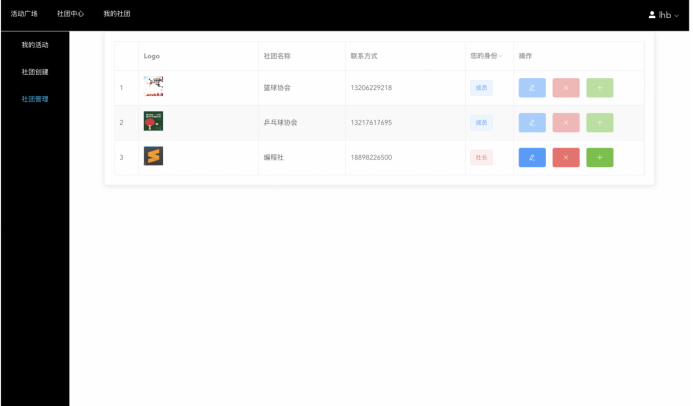 活动广场 社团中心 我的社团 lhb
我的活动
社团创建
社团管理
Logo 社团名称 联系方式 您的身份 操作
1 篮球协会 13206229218 成员
2 乒乓球协会 13217617695 成员
3 编程社 18898226500 社长